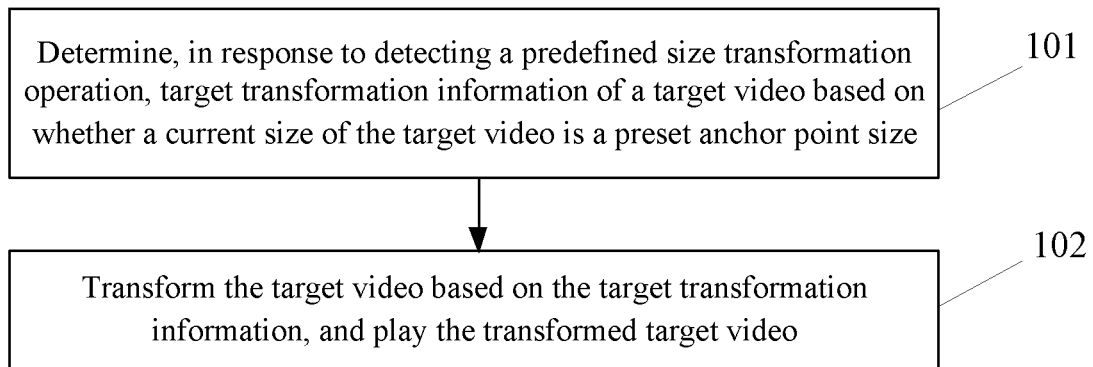 Determine, in response to detecting a predefined size transformation
operation, target transformation information of a target video based on
whether a current size of the target video is a preset anchor point size
101
Transform the target video based on the target transformation
information, and play the transformed target video
102